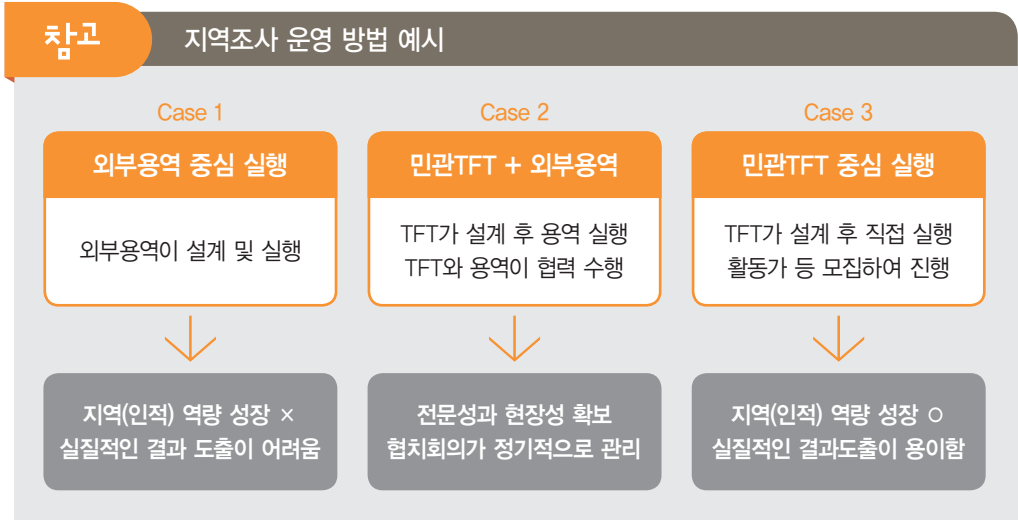 참고
지역조사 운영 방법 예시
Case 1
외부용역 중심 실행
외부용역이 설계 및 실행
지역(인적) 역량 성장 ×
실질적인 결과 도출이 어려움
Case 2
민관TFT + 외부용역
TFT가 설계 후 용역 실행
TFT와 용역이 협력 수행
전문성과 현장성 확보
협치회의가 정기적으로 관리
Case 3
민관TFT 중심 실행
TFT가 설계 후 직접 실행
활동가 등 모집하여 진행
지역(인적) 역량 성장 ○
실질적인 결과도출이 용이함